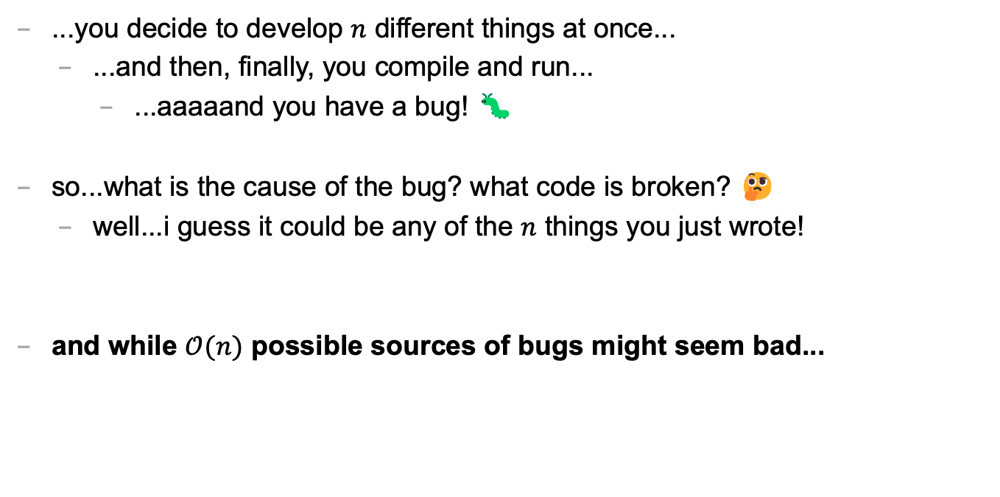 – ...you decide to develop 𝑛 different things at once...
– ...and then, finally, you compile and run...
– ...aaaaand you have a bug! 🐛
– so...what is the cause of the bug? what code is broken? 🤔
– well...i guess it could be any of the 𝑛 things you just wrote!
– and while 𝒪(𝑛) possible sources of bugs might seem bad...